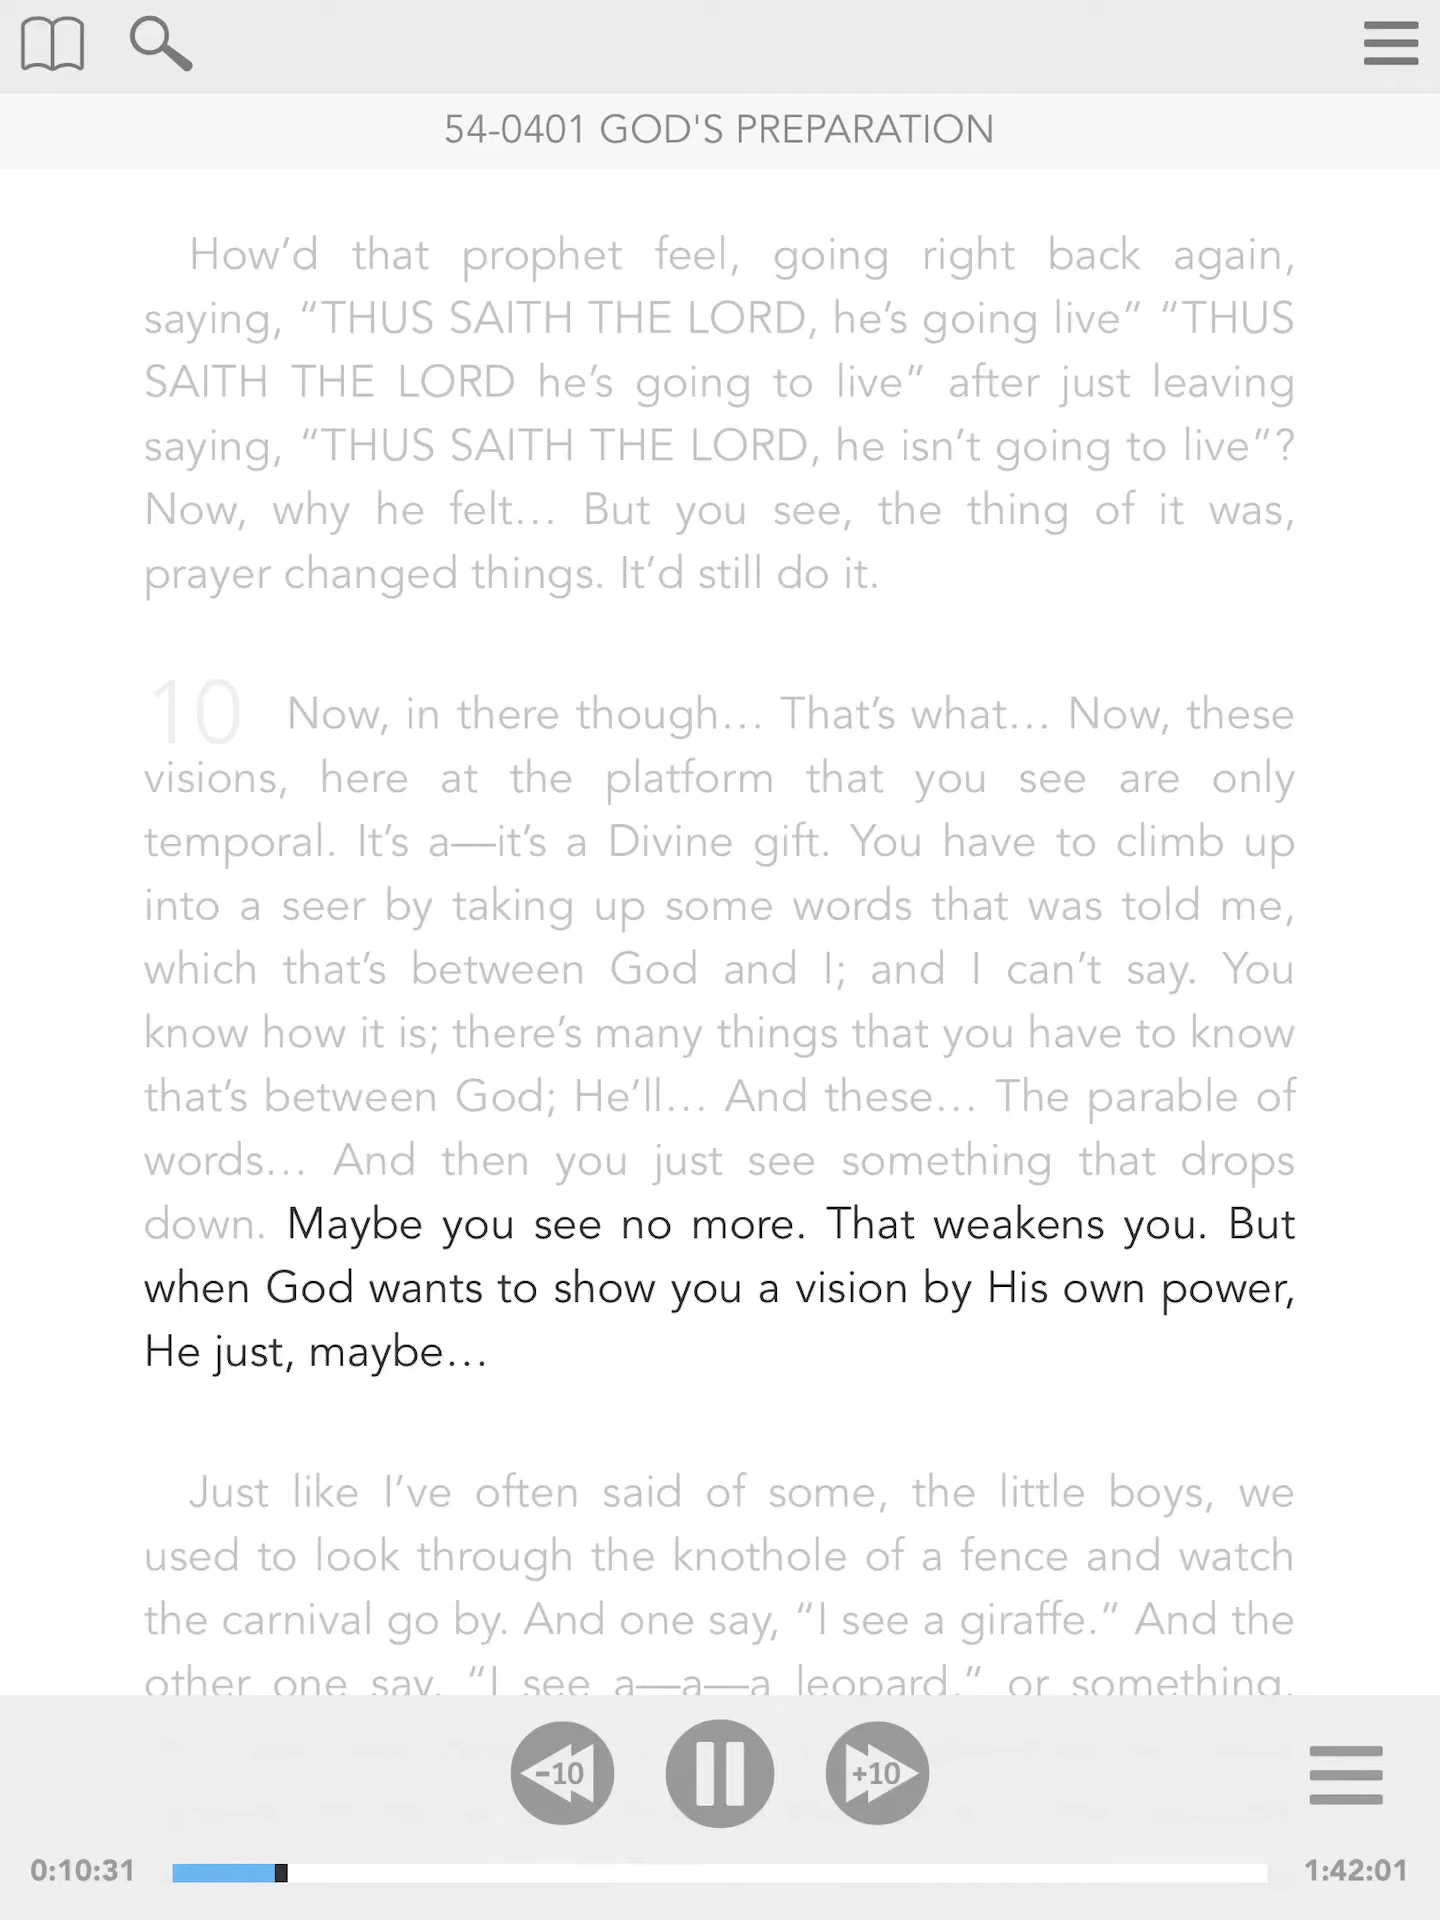 54-0401 GOD'S PREPARATION
How’d that prophet feel, going right back again,
saying, “THUS SAITH THE LORD, he’s going live” “THUS
SAITH THE LORD he’s going to live” after just leaving
saying, “THUS SAITH THE LORD, he isn’t going to live”?
Now, why he felt… But you see, the thing of it was,
prayer changed things. It’d still do it.
10 Now, in there though… That’s what… Now, these
visions, here at the platform that you see are only
temporal. It’s a—it’s a Divine gift. You have to climb up
into a seer by taking up some words that was told me,
which that’s between God and I; and I can’t say. You
know how it is; there’s many things that you have to know
that’s between God; He’ll… And these… The parable of
words… And then you just see something that drops
down. Maybe you see no more. That weakens you. But
when God wants to show you a vision by His own power,
He just, maybe…
Just like I’ve often said of some, the little boys, we
used to look through the knothole of a fence and watch
the carnival go by. And one say, “I see a giraffe.” And the
other one say, “I see a—a—a leopard,” or something.
-10
+10
0:10:31
1:42:01